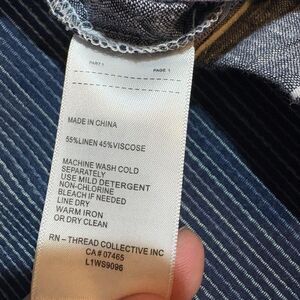 PART 1 PAGE 1
MADE IN CHINA
55%LINEN 45%VISCOSE
MACHINE WASH COLD
SEPARATELY
USE MILD DETERGENT
NON-CHLORINE
BLEACH IF NEEDED
LINE DRY
WARM IRON
OR DRY CLEAN
RN – THREAD COLLECTIVE INC
CA # 07465
L1WS9096